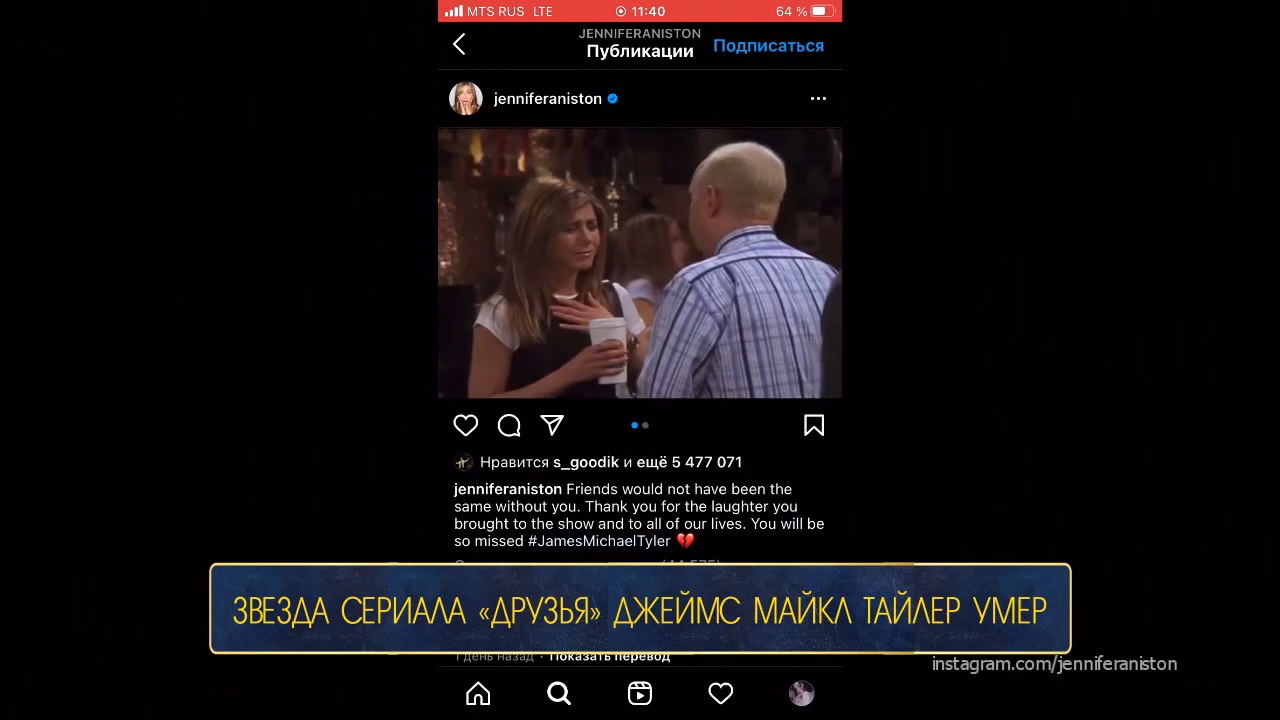 MTS RUS LTE 11:40 64 %
JENNIFERANISTON
Публикации
Подписаться
jenniferaniston
Нравится s_goodik и ещё 5 477 071
jenniferaniston Friends would not have been the
same without you. Thank you for the laughter you
brought to the show and to all of our lives. You will be
so missed #JamesMichaelTyler 💔
ЗВЕЗДА СЕРИАЛА «ДРУЗЬЯ» ДЖЕЙМС МАЙКЛ ТАЙЛЕР УМЕР
1 день назад · Показать перевод
instagram.com/jenniferaniston